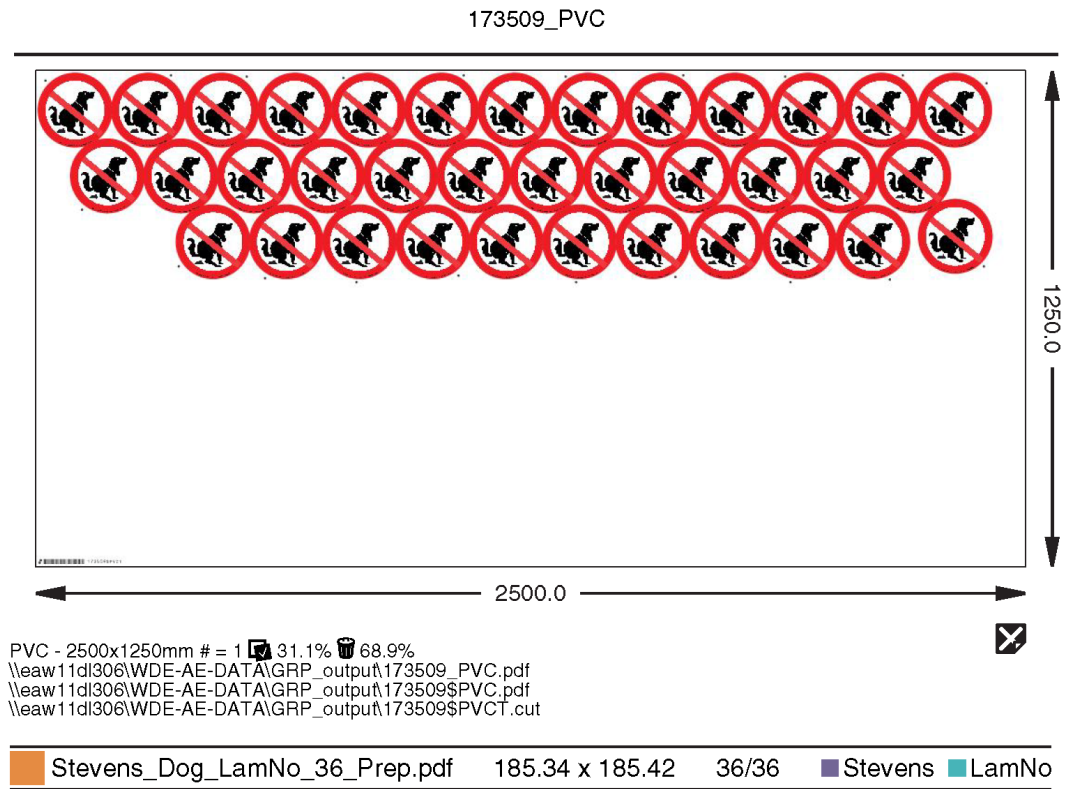 173509_PVC
1250.0
2500.0
PVC - 2500x1250mm # = 1 31.1% 68.9%
\\eaw11dl306\WDE-AE-DATA\GRP_output\173509_PVC.pdf
\\eaw11dl306\WDE-AE-DATA\GRP_output\173509$PVC.pdf
\\eaw11dl306\WDE-AE-DATA\GRP_output\173509$PVCT.cut
Stevens_Dog_LamNo_36_Prep.pdf 185.34 x 185.42 36/36 Stevens LamNo